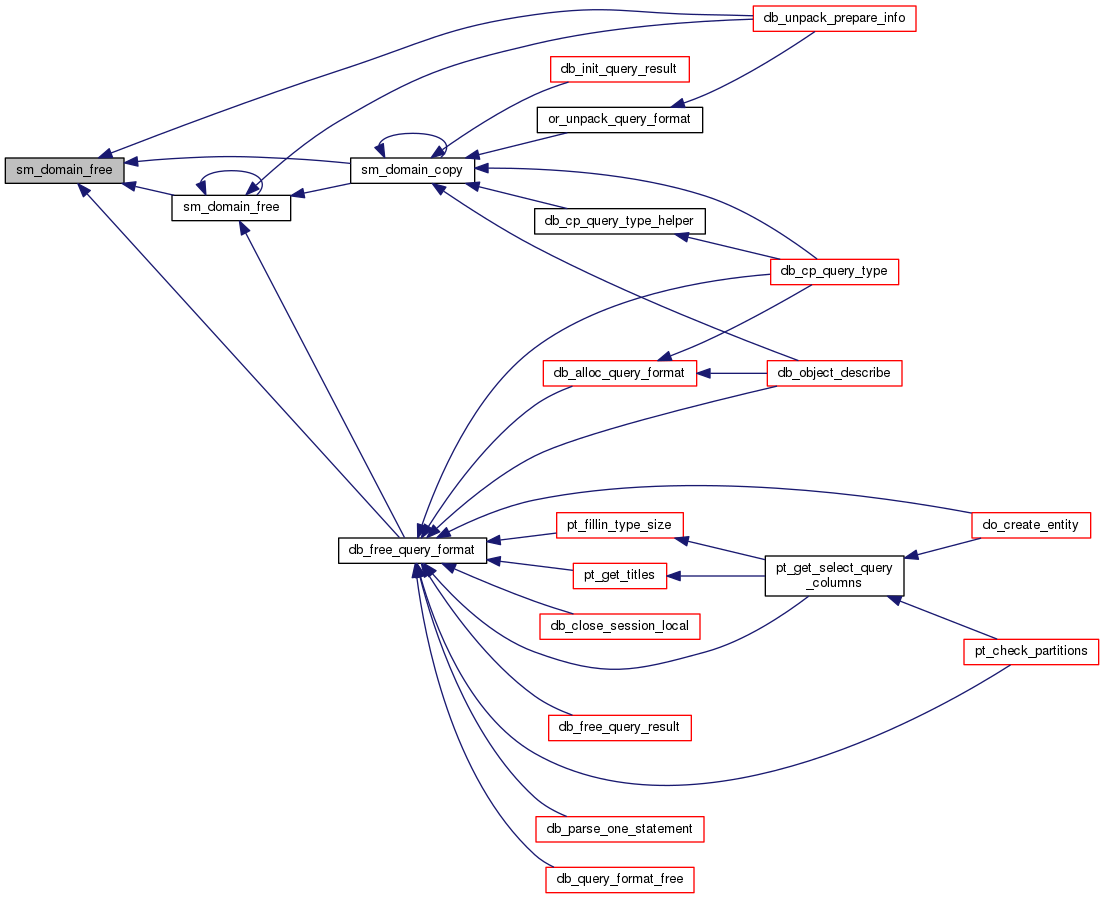 db_unpack_prepare_info
db_init_query_result
or_unpack_query_format
sm_domain_free
sm_domain_copy
sm_domain_free
db_cp_query_type_helper
db_cp_query_type
db_alloc_query_format
db_object_describe
pt_fillin_type_size
do_create_entity
db_free_query_format
pt_get_titles
pt_get_select_query
_columns
db_close_session_local
pt_check_partitions
db_free_query_result
db_parse_one_statement
db_query_format_free